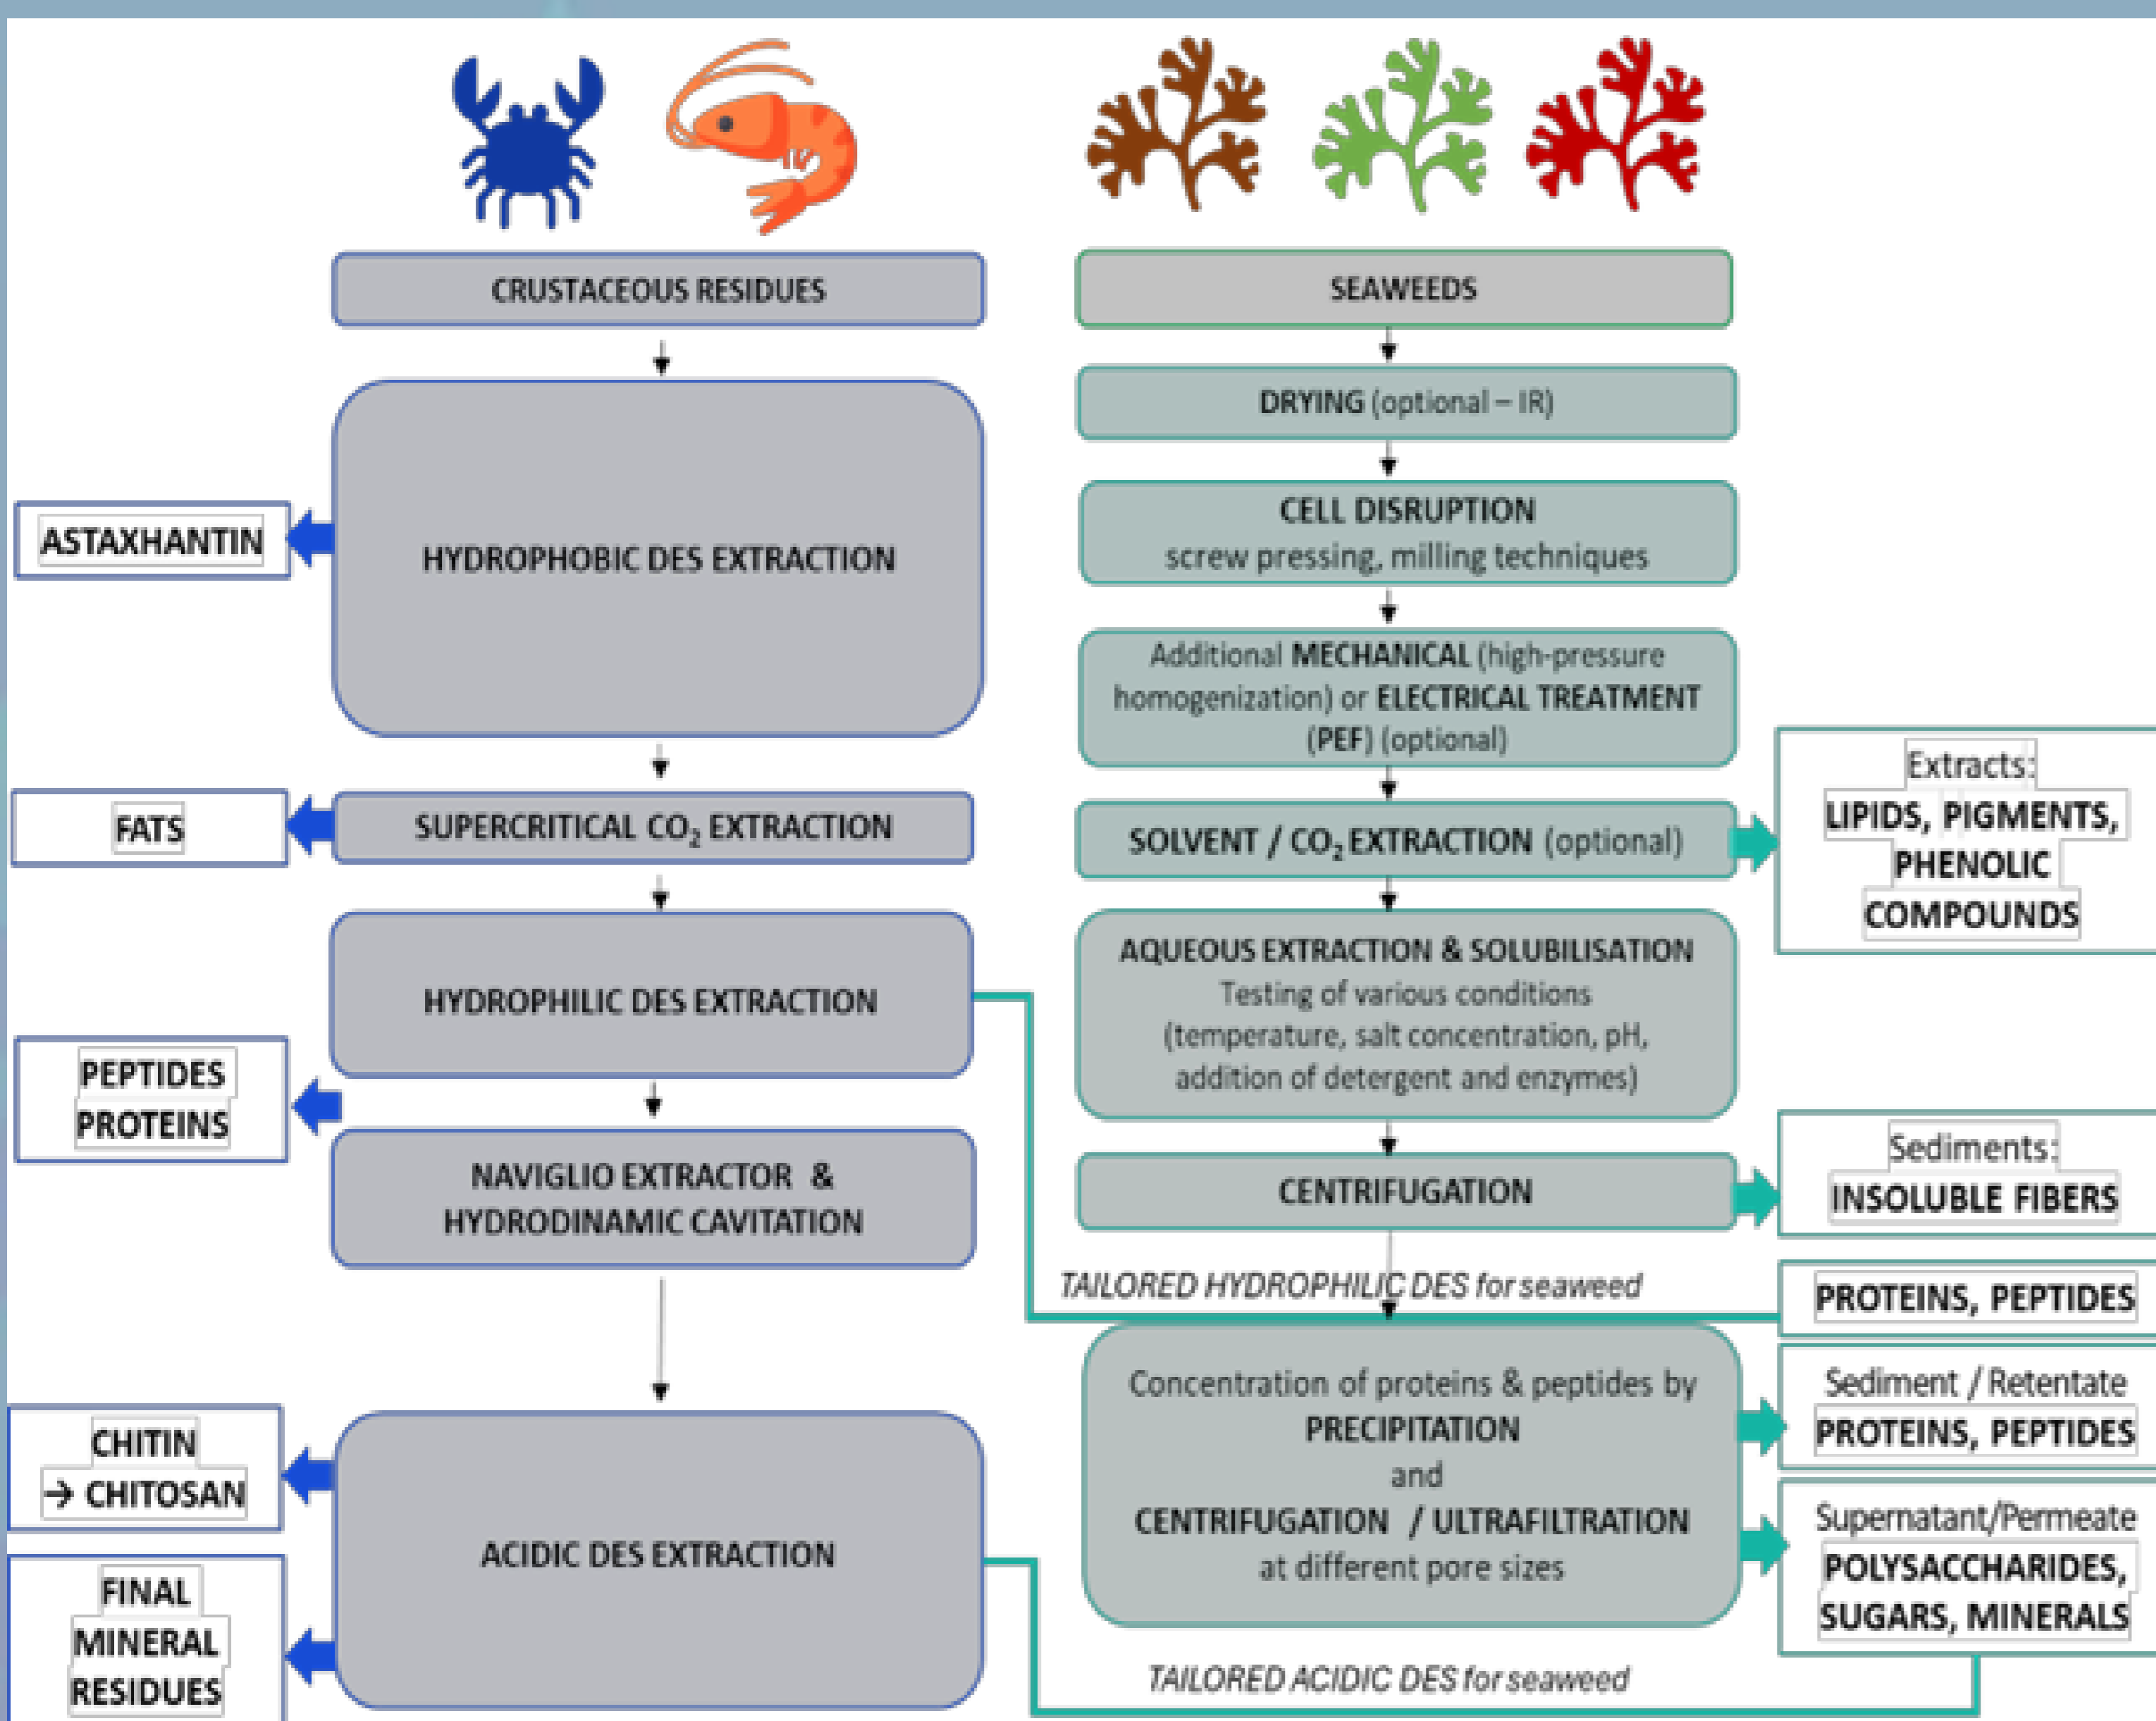 CRUSTACEOUS RESIDUES
HYDROPHOBIC DES EXTRACTION
ASTAXHANTIN
SUPERCRITICAL CO₂ EXTRACTION
FATS
HYDROPHILIC DES EXTRACTION
PEPTIDES
PROTEINS
NAVIGLIO EXTRACTOR &
HYDRODINAMIC CAVITATION
ACIDIC DES EXTRACTION
CHITIN
→ CHITOSAN
FINAL
MINERAL
RESIDUES
SEAWEEDS
DRYING (optional – IR)
CELL DISRUPTION
screw pressing, milling techniques
Additional MECHANICAL (high-pressure
homogenization) or ELECTRICAL TREATMENT
(PEF) (optional)
SOLVENT / CO₂ EXTRACTION (optional)
Extracts:
LIPIDS, PIGMENTS,
PHENOLIC
COMPOUNDS
AQUEOUS EXTRACTION & SOLUBILISATION
Testing of various conditions
(temperature, salt concentration, pH,
addition of detergent and enzymes)
CENTRIFUGATION
Sediments:
INSOLUBLE FIBERS
TAILORED HYDROPHILIC DES for seaweed
PROTEINS, PEPTIDES
Concentration of proteins & peptides by
PRECIPITATION
and
CENTRIFUGATION / ULTRAFILTRATION
at different pore sizes
Sediment / Retentate
PROTEINS, PEPTIDES
Supernatant/Permeate
POLYSACCHARIDES,
SUGARS, MINERALS
TAILORED ACIDIC DES for seaweed